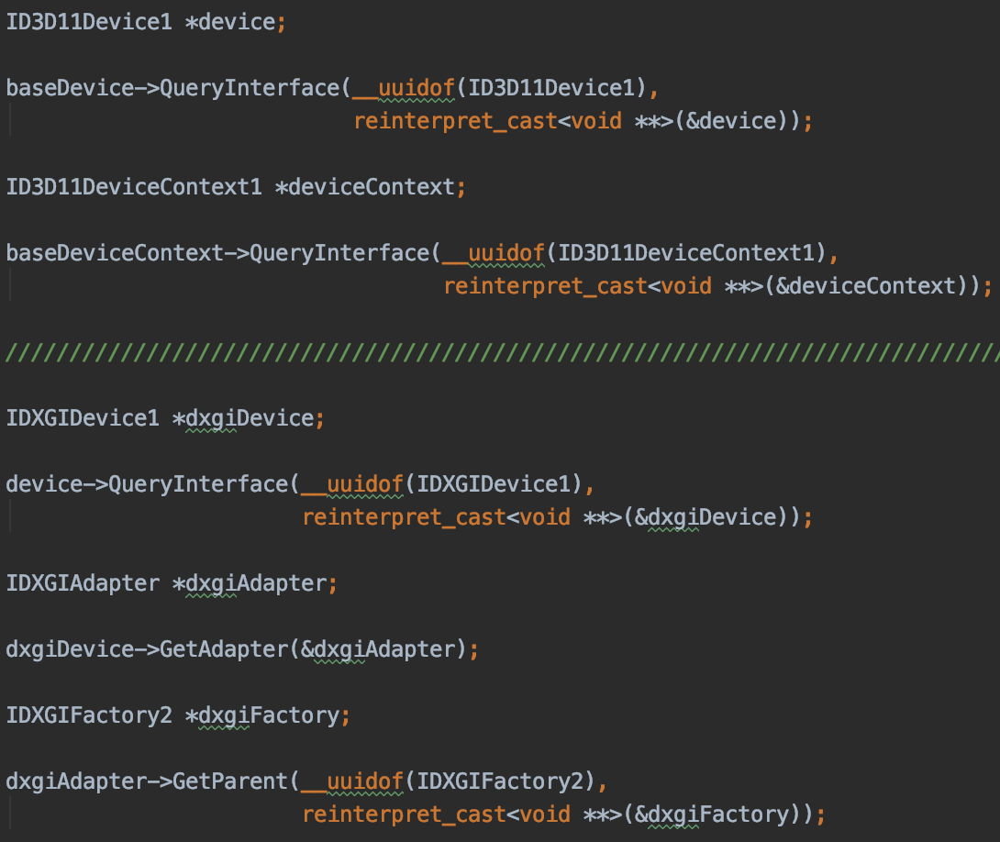 ID3D11Device1 *device;
baseDevice->QueryInterface(__uuidof(ID3D11Device1),
reinterpret_cast<void **>(&device));
ID3D11DeviceContext1 *deviceContext;
baseDeviceContext->QueryInterface(__uuidof(ID3D11DeviceContext1),
reinterpret_cast<void **>(&deviceContext));
//////////////////////////////////////////////////////////////////////////////
IDXGIDevice1 *dxgiDevice;
device->QueryInterface(__uuidof(IDXGIDevice1),
reinterpret_cast<void **>(&dxgiDevice));
IDXGIAdapter *dxgiAdapter;
dxgiDevice->GetAdapter(&dxgiAdapter);
IDXGIFactory2 *dxgiFactory;
dxgiAdapter->GetParent(__uuidof(IDXGIFactory2),
reinterpret_cast<void **>(&dxgiFactory));